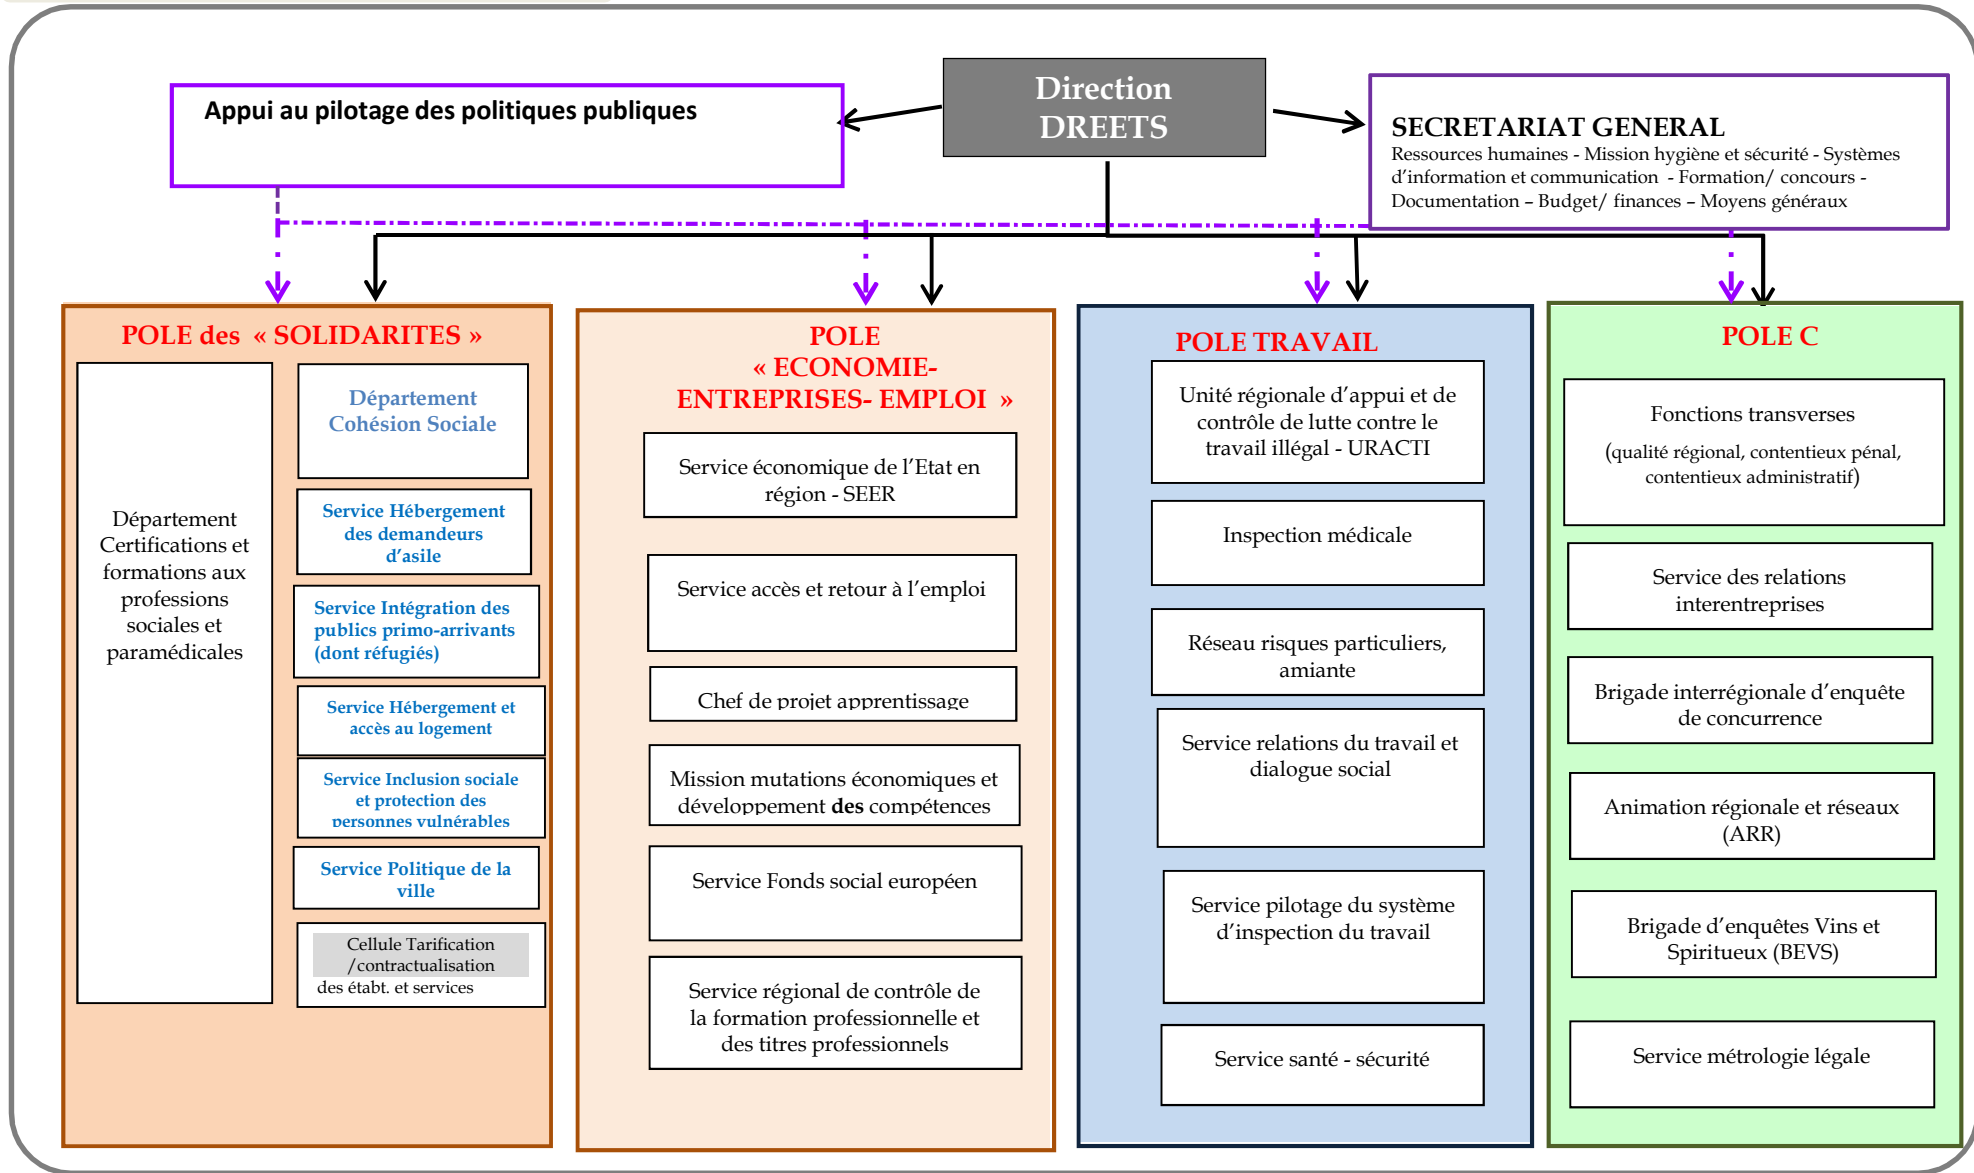 Direction
DREETS
Appui au pilotage des politiques publiques
SECRETARIAT GENERAL
Ressources humaines - Mission hygiène et sécurité - Systèmes
d’information et communication - Formation/ concours -
Documentation – Budget/ finances – Moyens généraux
POLE des « SOLIDARITES »
Département
Certifications et
formations aux
professions
sociales et
paramédicales
Département
Cohésion Sociale
Service Hébergement
des demandeurs
d’asile
Service Intégration des
publics primo-arrivants
(dont réfugiés)
Service Hébergement et
accès au logement
Service Inclusion sociale
et protection des
personnes vulnérables
Service Politique de la
ville
Cellule Tarification
/contractualisation
des étabt. et services
POLE
« ECONOMIE-
ENTREPRISES- EMPLOI »
Service économique de l’Etat en
région - SEER
Service accès et retour à l’emploi
Chef de projet apprentissage
Mission mutations économiques et
développement des compétences
Service Fonds social européen
Service régional de contrôle de
la formation professionnelle et
des titres professionnels
POLE TRAVAIL
Unité régionale d’appui et de
contrôle de lutte contre le
travail illégal - URACTI
Inspection médicale
Réseau risques particuliers,
amiante
Service relations du travail et
dialogue social
Service pilotage du système
d’inspection du travail
Service santé - sécurité
POLE C
Fonctions transverses
(qualité régional, contentieux pénal,
contentieux administratif)
Service des relations
interentreprises
Brigade interrégionale d’enquête
de concurrence
Animation régionale et réseaux
(ARR)
Brigade d’enquêtes Vins et
Spiritueux (BEVS)
Service métrologie légale